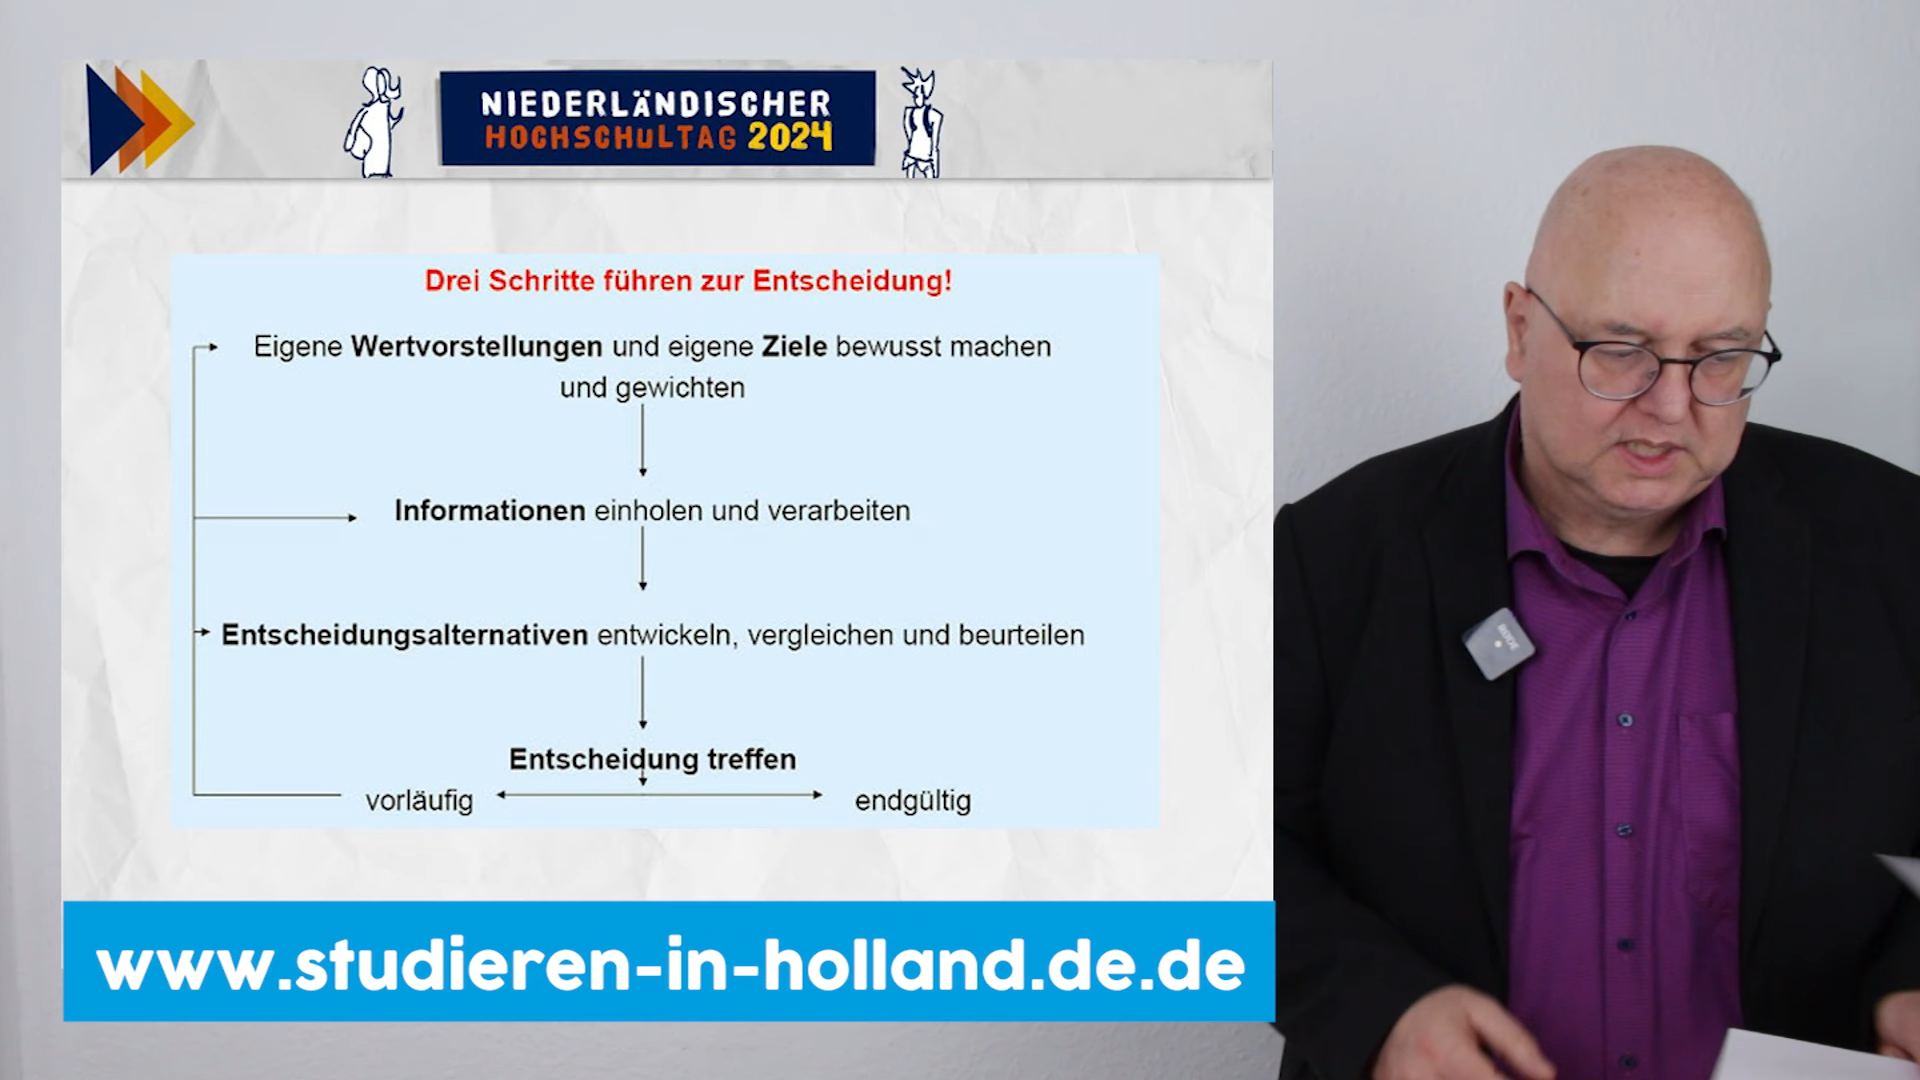 NIEDERLÄNDISCHER
HOCHSCHULTAG 2024
Drei Schritte führen zur Entscheidung!
Eigene Wertvorstellungen und eigene Ziele bewusst machen
und gewichten
Informationen einholen und verarbeiten
Entscheidungsalternativen entwickeln, vergleichen und beurteilen
Entscheidung treffen
vorläufig endgültig
www.studieren-in-holland.de.de
RØDE